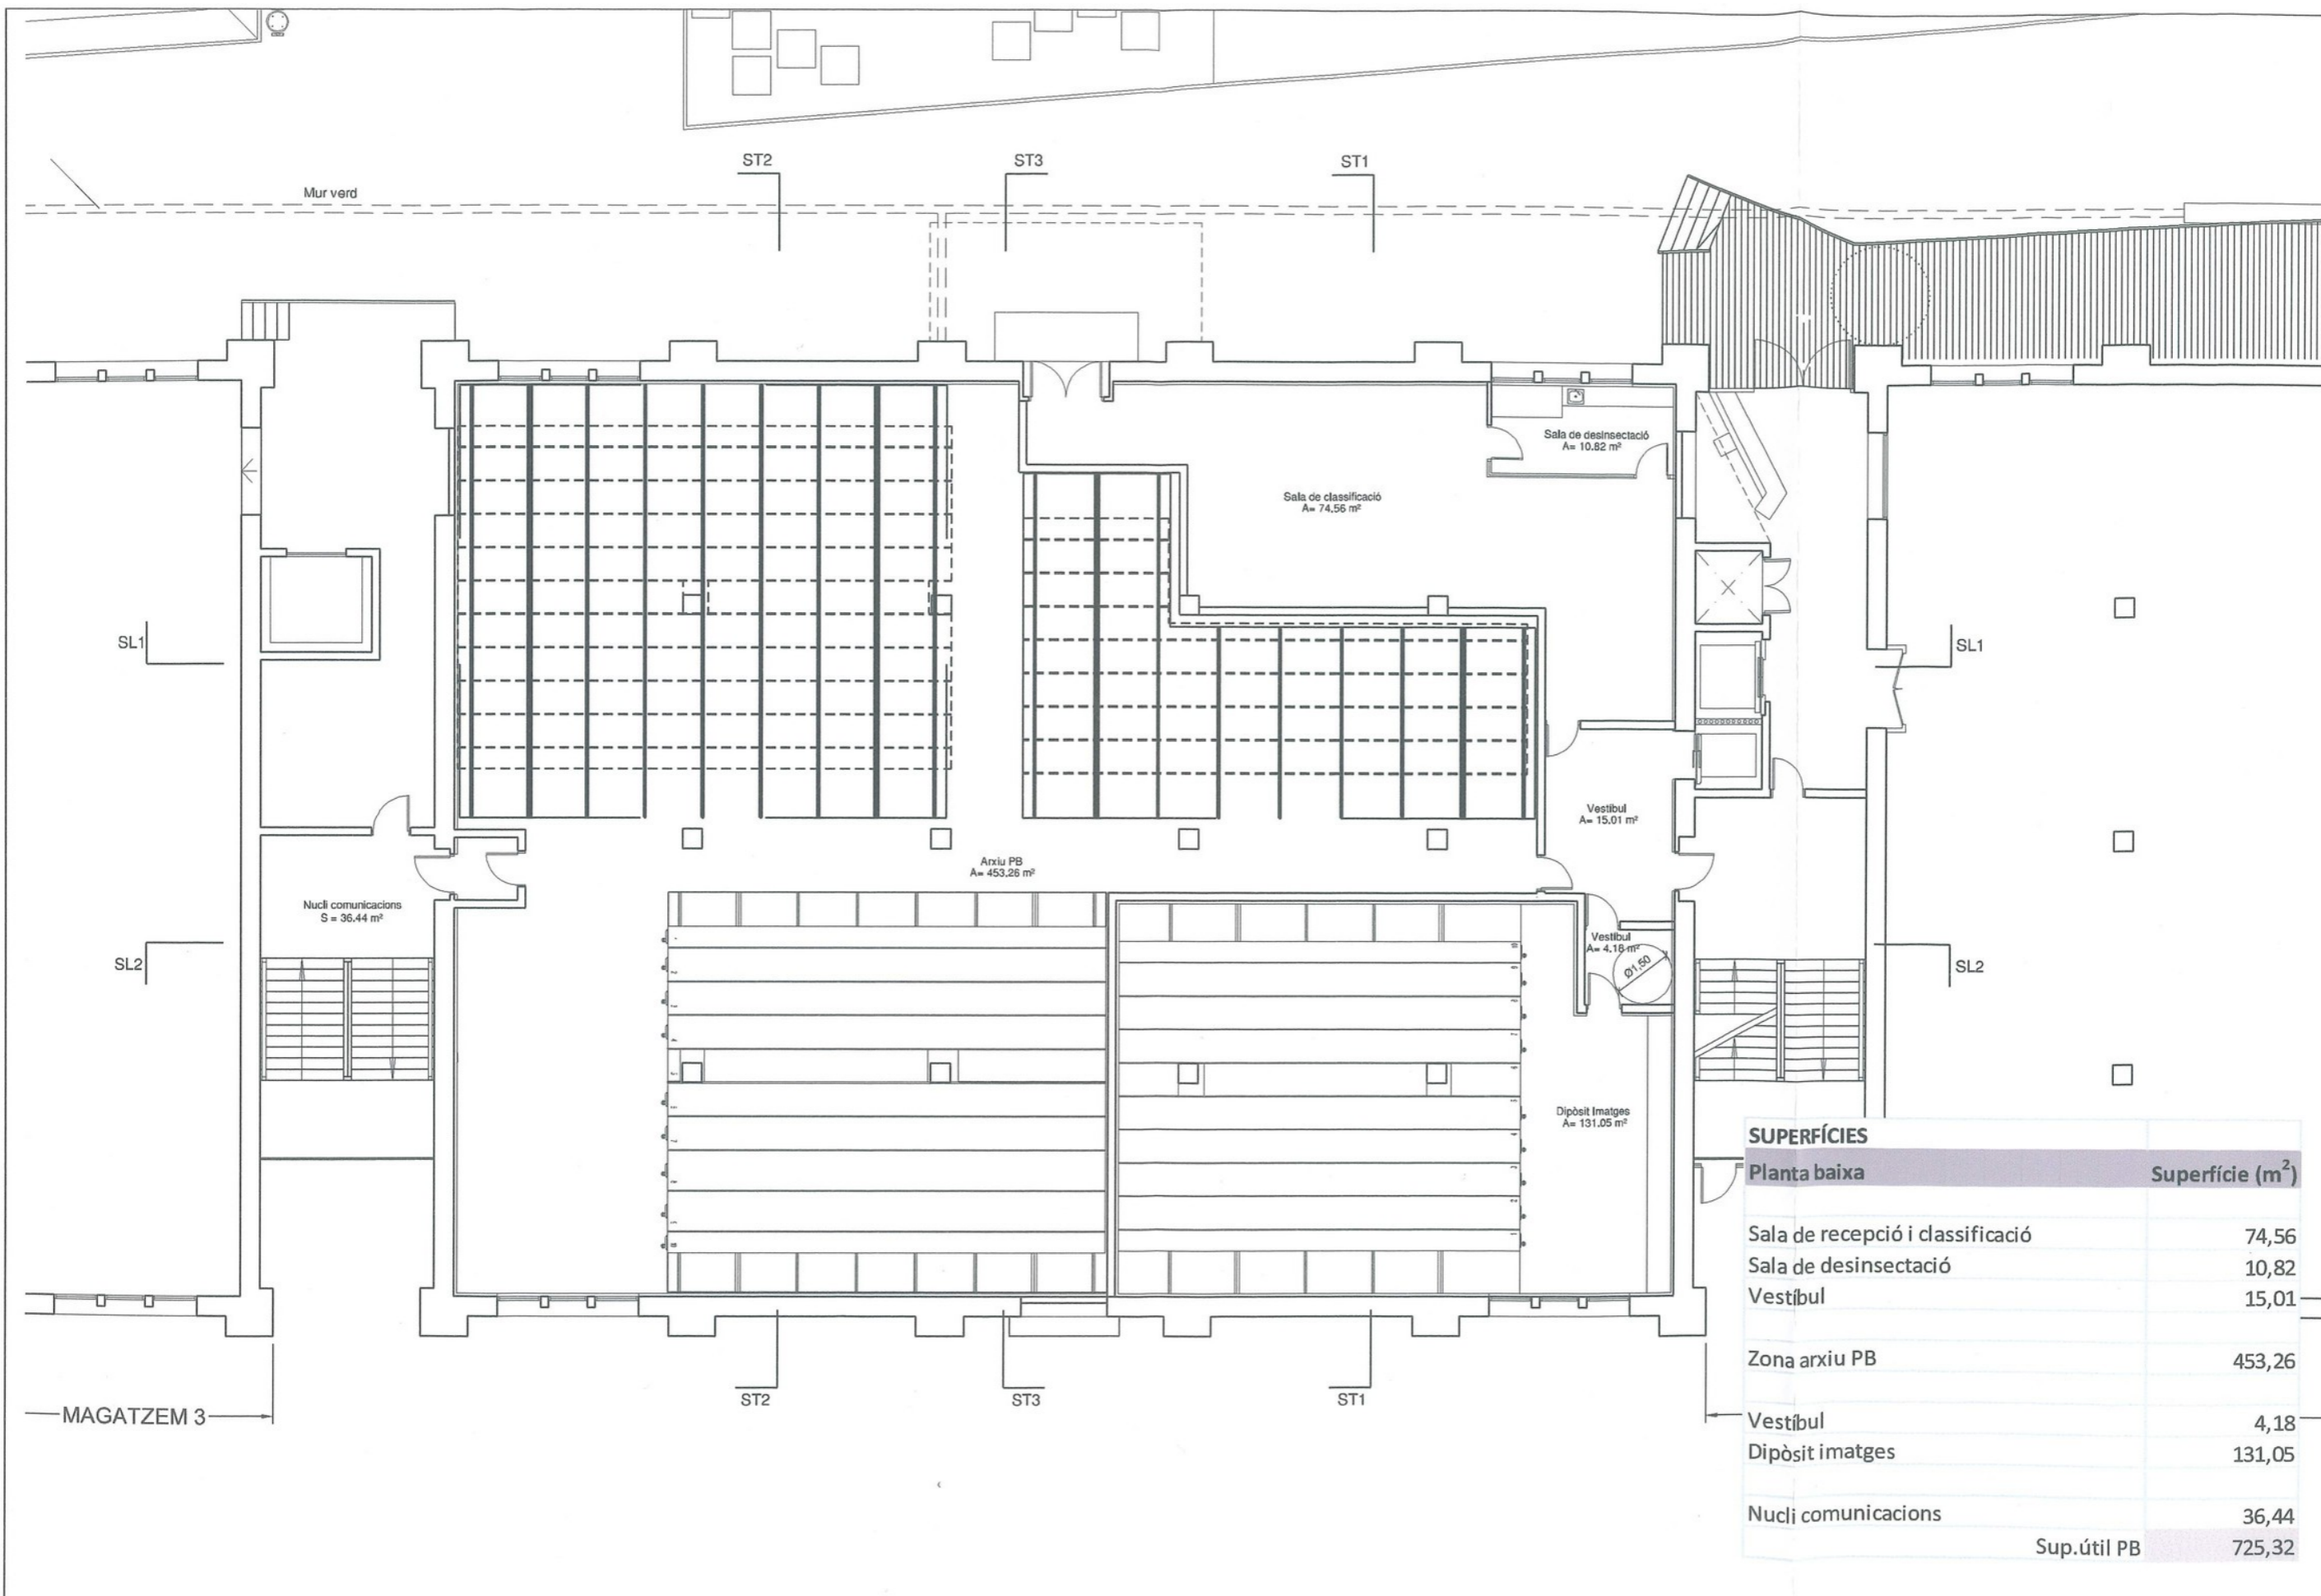 ST2
ST3
ST1
Mur verd
Sala de desinsectació
A= 10.82 m²
Sala de classificació
A= 74,56 m²
SL1
SL1
Vestíbul
A= 15.01 m²
Arxiu PB
A= 453,26 m²
Nucli comunicacions
S = 36.44 m²
Vestíbul
A= 4,18 m²
Ø1,50
SL2
SL2
Dipòsit Imatges
A= 131.05 m²
ST2
ST3
ST1
MAGATZEM 3
SUPERFÍCIES
Planta baixa Superfície (m²)
Sala de recepció i classificació 74,56
Sala de desinsectació 10,82
Vestíbul 15,01
Zona arxiu PB 453,26
Vestíbul 4,18
Dipòsit imatges 131,05
Nucli comunicacions 36,44
Sup.útil PB 725,32